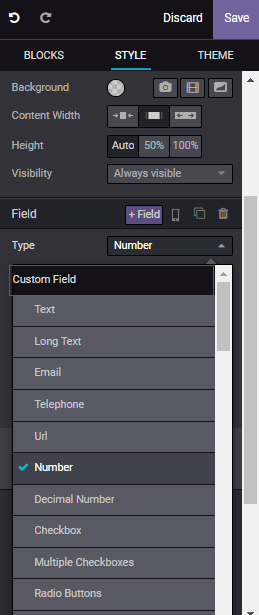 Discard Save
BLOCKS STYLE THEME
Background
Content Width
Height Auto 50% 100%
Visibility Always visible
Field + Field
Type Number
Custom Field
Text
Long Text
Email
Telephone
Url
Number
Decimal Number
Checkbox
Multiple Checkboxes
Radio Buttons